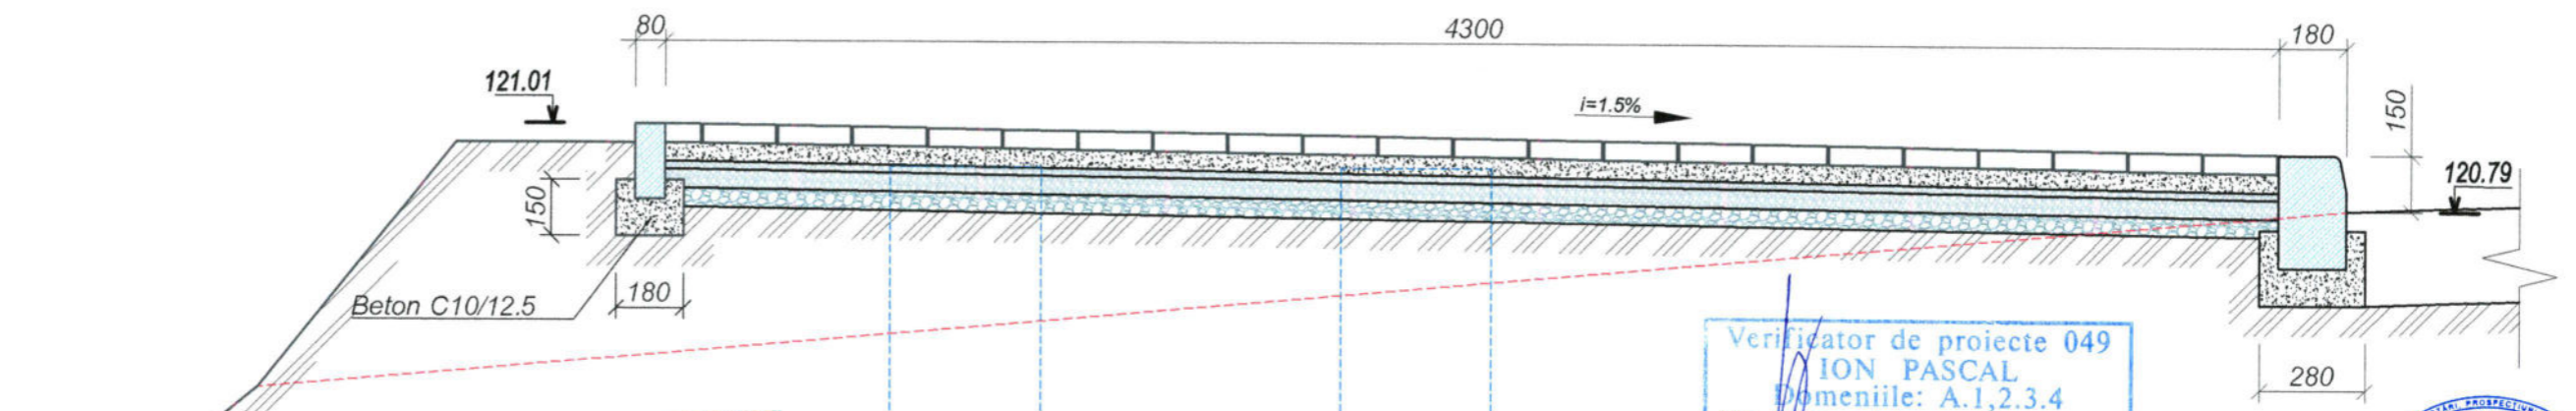 80
4300
180
121.01
i=1.5%
150
120.79
150
Beton C10/12.5
180
280
Verificator de proiecte 049
ION PASCAL
Domeniile: A.1,2.3.4
PROSPECTIUNI